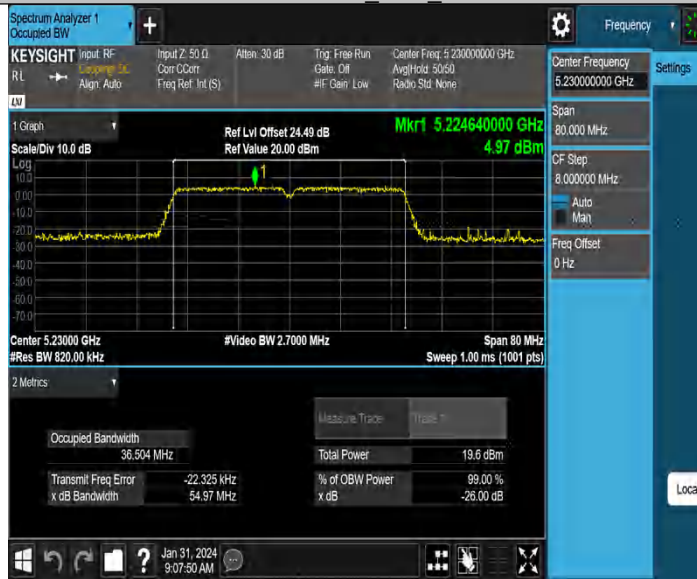 Spectrum Analyzer 1
Occupied BW
+
Frequency
KEYSIGHT
Input: RF
Coupling: DC
Align: Auto
RL
LXI
Input Z: 50 Ω
Corr CCorr
Freq Ref: Int (S)
Atten: 30 dB
Trig: Free Run
Gate: Off
#IF Gain: Low
Center Freq: 5.230000000 GHz
Avg|Hold: 50/50
Radio Std: None
Center Frequency
5.230000000 GHz
Settings
Span
80.000 MHz
CF Step
8.000000 MHz
Auto
Man
Freq Offset
0 Hz
Local
1 Graph
Scale/Div 10.0 dB
Ref Lvl Offset 24.49 dB
Ref Value 20.00 dBm
Mkr1 5.224640000 GHz
4.97 dBm
Log
10.0
0.00
-10.0
-20.0
-30.0
-40.0
-50.0
-60.0
-70.0
1
Center 5.23000 GHz
#Res BW 820.00 kHz
#Video BW 2.7000 MHz
Span 80 MHz
Sweep 1.00 ms (1001 pts)
2 Metrics
Measure Trace
Trace 1
Occupied Bandwidth
36.504 MHz
Total Power
19.6 dBm
Transmit Freq Error
-22.325 kHz
% of OBW Power
99.00 %
x dB Bandwidth
54.97 MHz
x dB
-26.00 dB
?
Jan 31, 2024
9:07:50 AM